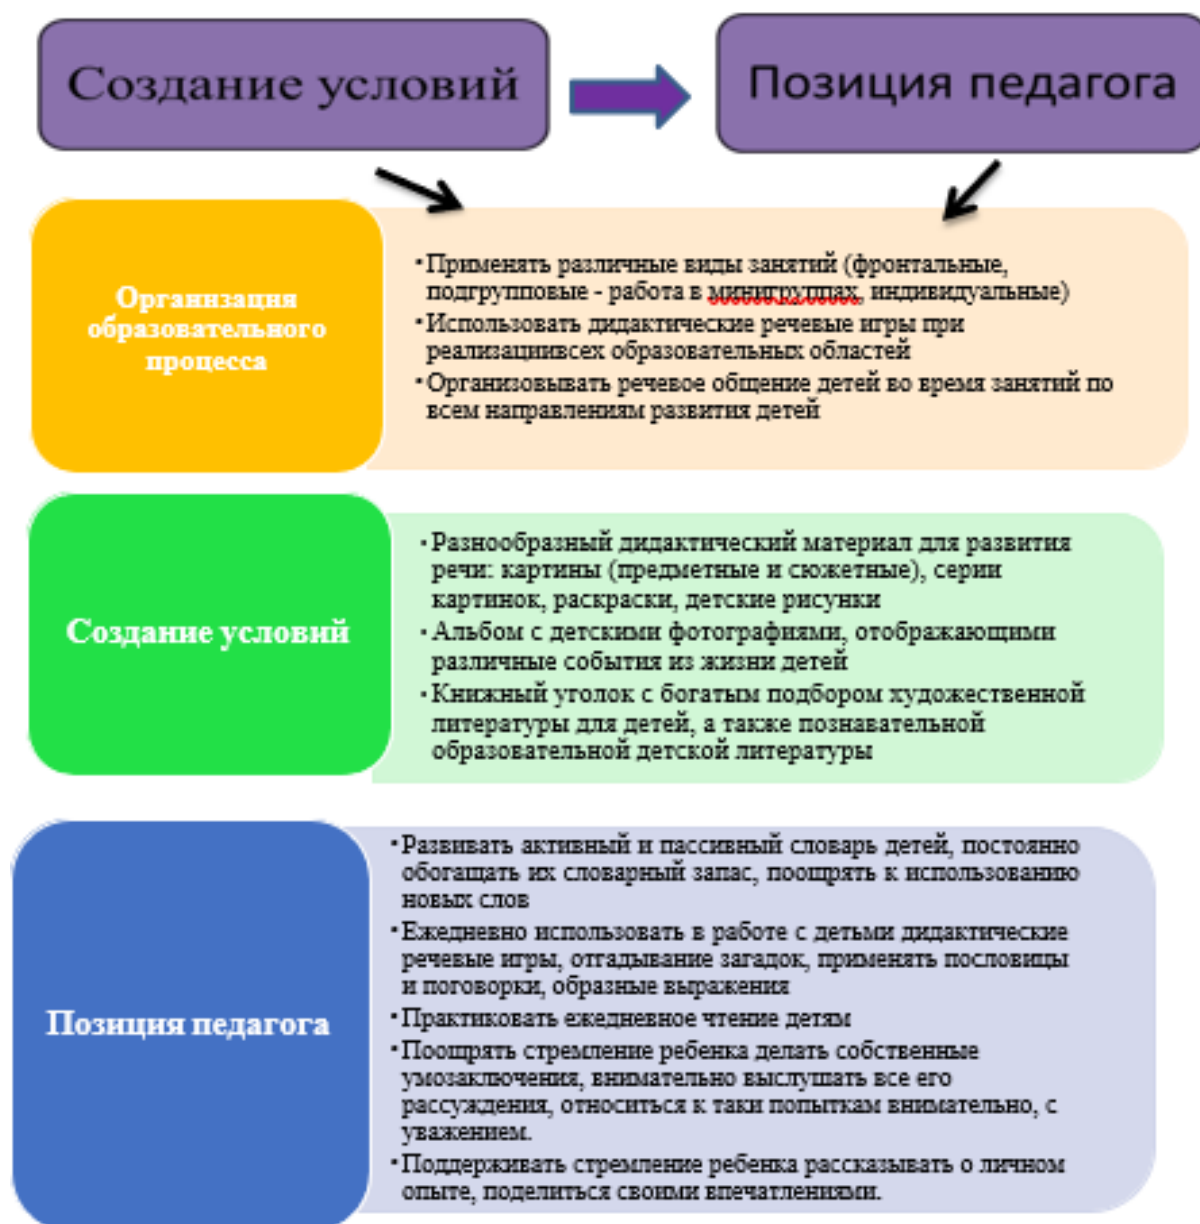 Создание условий
Позиция педагога
Организация
образовательного
процесса
•Применять различные виды занятий (фронтальные,
подгрупповые - работа в минигруппах, индивидуальные)
•Использовать дидактические речевые игры при
реализациивсех образовательных областей
•Организовывать речевое общение детей во время занятий по
всем направлениям развития детей
Создание условий
•Разнообразный дидактический материал для развития
речи: картины (предметные и сюжетные), серии
картинок, раскраски, детские рисунки
•Альбом с детскими фотографиями, отображающими
различные события из жизни детей
•Книжный уголок с богатым подбором художественной
литературы для детей, а также познавательной
образовательной детской литературы
Позиция педагога
•Развивать активный и пассивный словарь детей, постоянно
обогащать их словарный запас, поощрять к использованию
новых слов
•Ежедневно использовать в работе с детьми дидактические
речевые игры, отгадывание загадок, применять пословицы
и поговорки, образные выражения
•Практиковать ежедневное чтение детям
•Поощрять стремление ребенка делать собственные
умозаключения, внимательно выслушать все его
рассуждения, относиться к таки попыткам внимательно, с
уважением.
•Поддерживать стремление ребенка рассказывать о личном
опыте, поделиться своими впечатлениями.